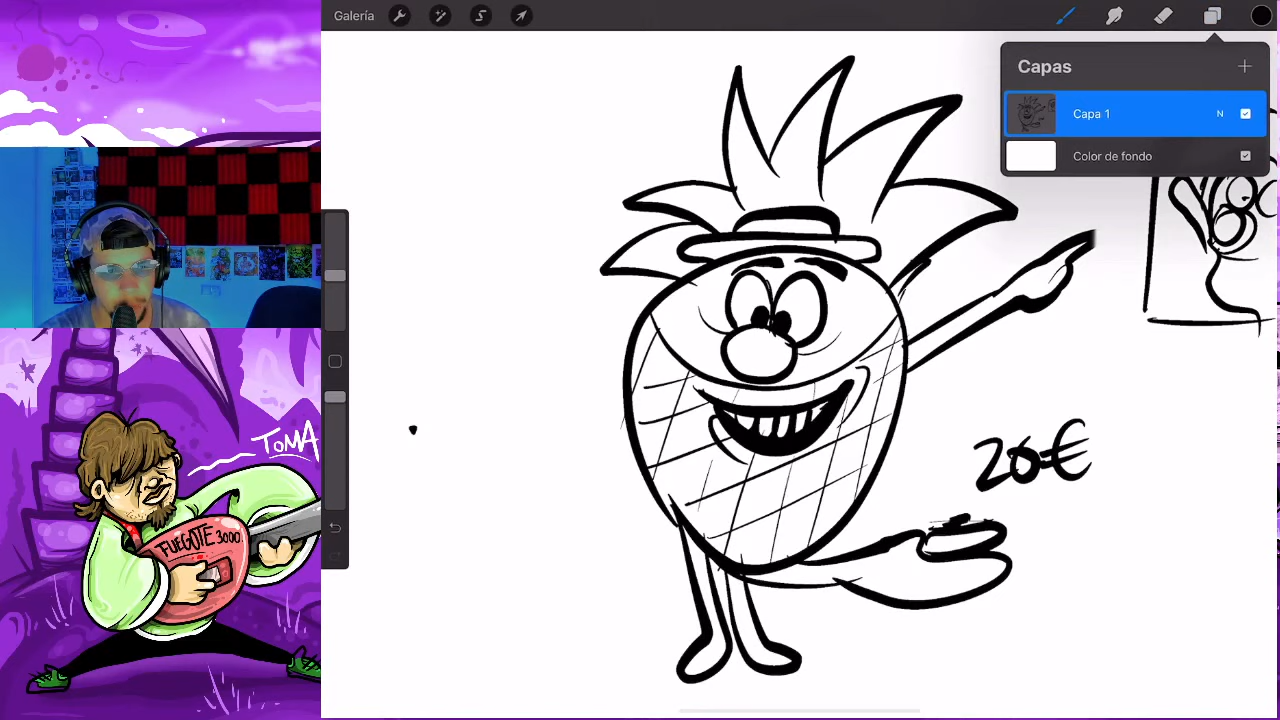 Galería
Capas
Capa 1
N
Color de fondo
TOMA
FUEGOTE 3000
20€